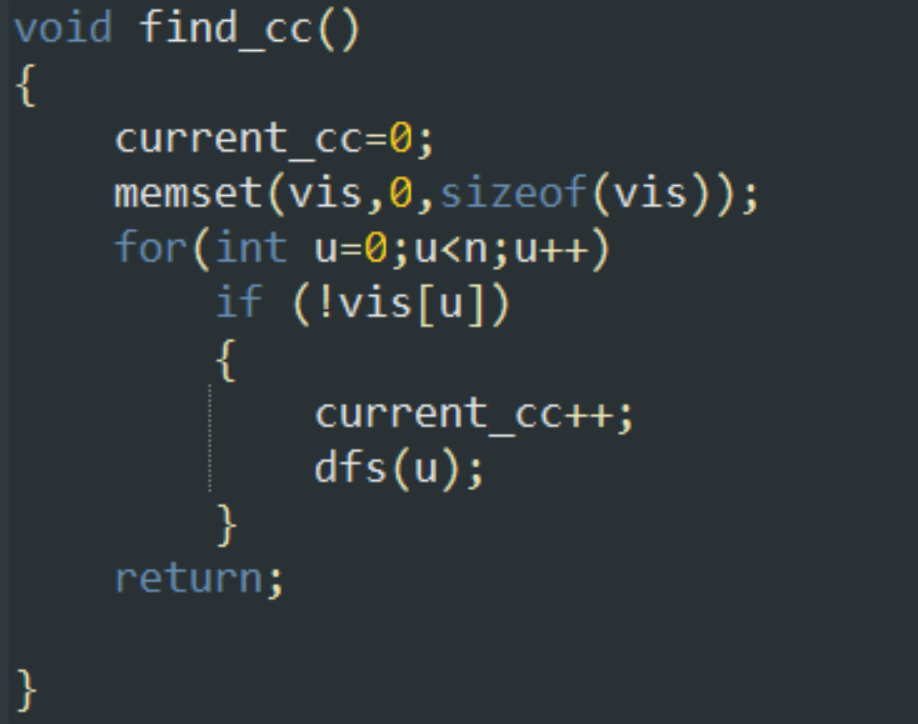 void find_cc()
{
    current_cc=0;
    memset(vis,0,sizeof(vis));
    for(int u=0;u<n;u++)
        if (!vis[u])
        {
            current_cc++;
            dfs(u);
        }
    return;

}